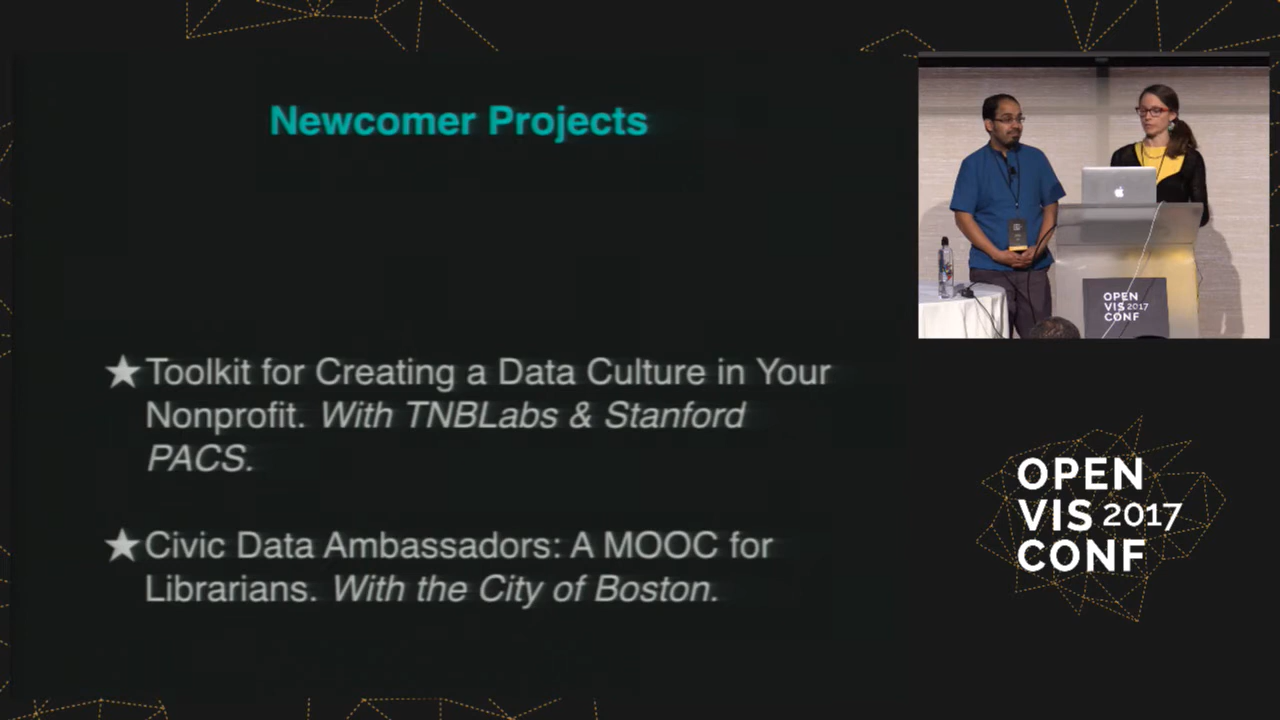 Newcomer Projects
★Toolkit for Creating a Data Culture in Your
Nonprofit. With TNBLabs & Stanford
PACS.
★Civic Data Ambassadors: A MOOC for
Librarians. With the City of Boston.
OPEN
VIS 2017
CONF
OPEN
VIS 2017
CONF